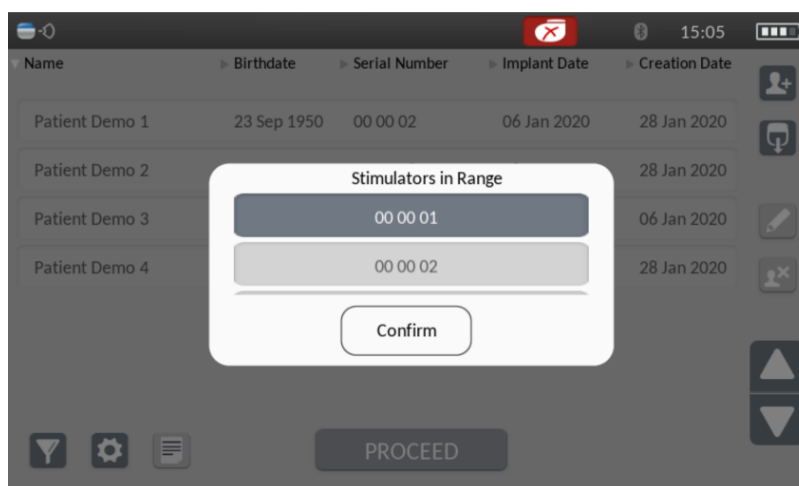 15:05
Name Birthdate Serial Number Implant Date Creation Date
Patient Demo 1 23 Sep 1950 00 00 02 06 Jan 2020 28 Jan 2020
Patient Demo 2 28 Jan 2020
Stimulators in Range
00 00 01
Patient Demo 3 06 Jan 2020
00 00 02
Patient Demo 4 28 Jan 2020
Confirm
PROCEED